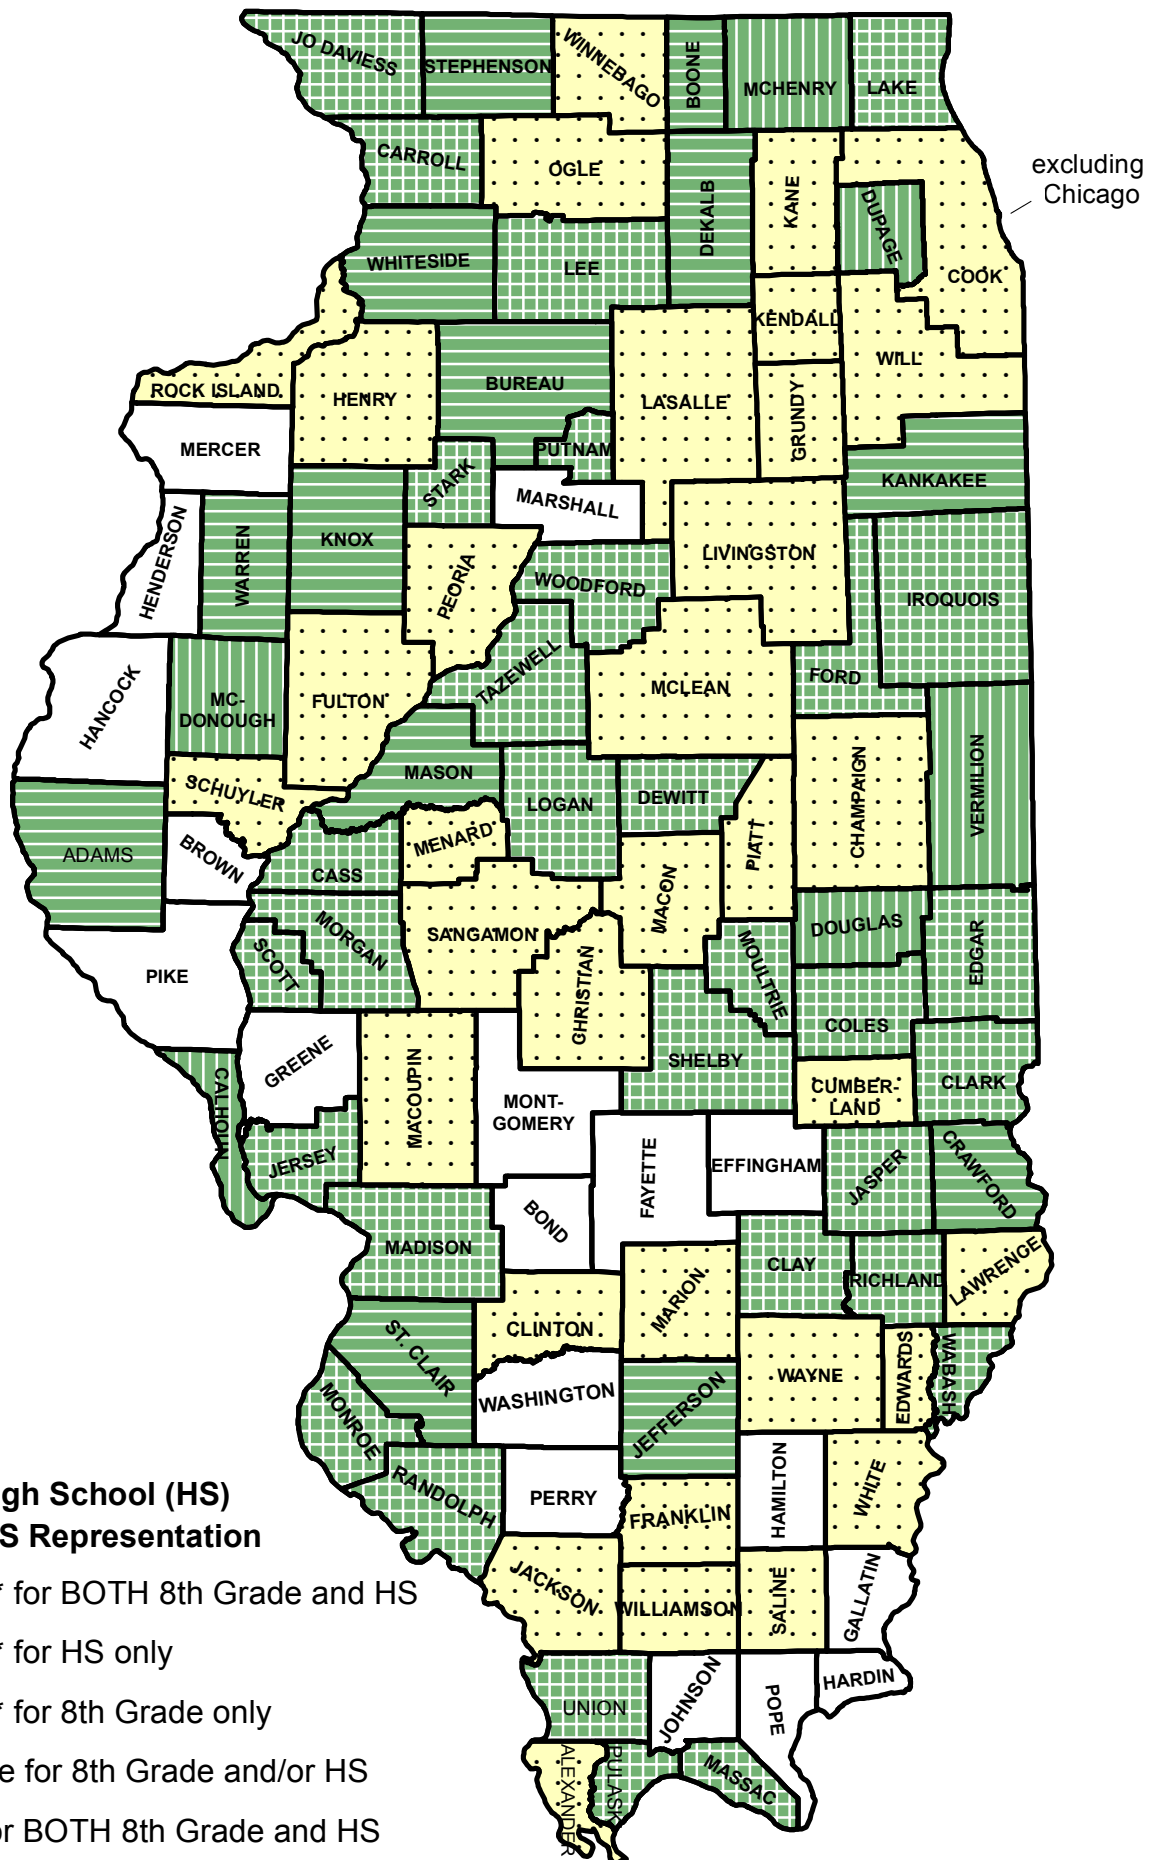 JO DAVIESS
STEPHENSON
WINNEBAGO
BOONE
MCHENRY
LAKE
CARROLL
OGLE
DEKALB
KANE
DUPAGE
COOK
excluding
Chicago
WHITESIDE
LEE
KENDALL
WILL
ROCK ISLAND
HENRY
BUREAU
LASALLE
GRUNDY
MERCER
PUTNAM
KANKAKEE
STARK
MARSHALL
HENDERSON
WARREN
KNOX
PEORIA
WOODFORD
LIVINGSTON
IROQUOIS
HANCOCK
MC-
DONOUGH
FULTON
TAZEWELL
MCLEAN
FORD
SCHUYLER
MASON
LOGAN
DEWITT
PIATT
CHAMPAIGN
VERMILION
ADAMS
BROWN
CASS
MENARD
MACON
PIKE
SCOTT
MORGAN
SANGAMON
CHRISTIAN
MOULTRIE
DOUGLAS
EDGAR
COLES
SHELBY
GREENE
CALHOUN
MACOUPIN
MONT-
GOMERY
CUMBER-
LAND
CLARK
JERSEY
FAYETTE
EFFINGHAM
JASPER
CRAWFORD
MADISON
BOND
CLAY
RICHLAND
LAWRENCE
CLINTON
MARION
ST. CLAIR
WASHINGTON
JEFFERSON
WAYNE
EDWARDS
WABASH
MONROE
RANDOLPH
PERRY
FRANKLIN
HAMILTON
WHITE
JACKSON
WILLIAMSON
SALINE
GALLATIN
UNION
JOHNSON
POPE
HARDIN
ALEXANDER
PULASKI
MASSAC
gh School (HS)
S Representation
* for BOTH 8th Grade and HS
* for HS only
* for 8th Grade only
e for 8th Grade and/or HS
or BOTH 8th Grade and HS